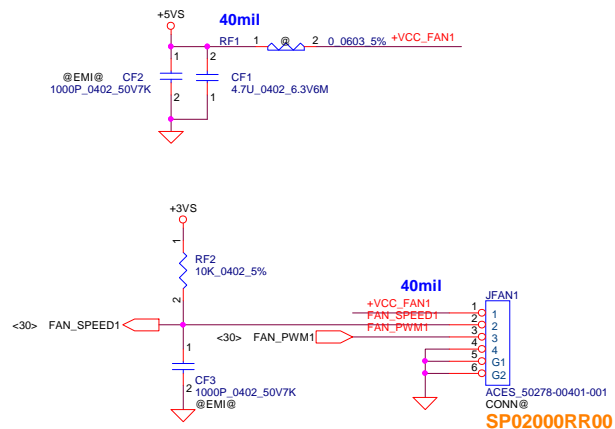 +5VS
40mil
RF1 1 @ 2 0_0603_5% +VCC_FAN1
1 2
@EMI@ CF2 CF1
1000P_0402_50V7K 4.7U_0402_6.3V6M
2 1
+3VS
1
RF2
10K_0402_5%
2
40mil
JFAN1
+VCC_FAN1 1 1
<30> FAN_SPEED1 FAN_SPEED1 2 2
<30> FAN_PWM1 FAN_PWM1 3 3
4 4
5 G1
6 G2
1
CF3
2 1000P_0402_50V7K
@EMI@
ACES_50278-00401-001
CONN@
SP02000RR00